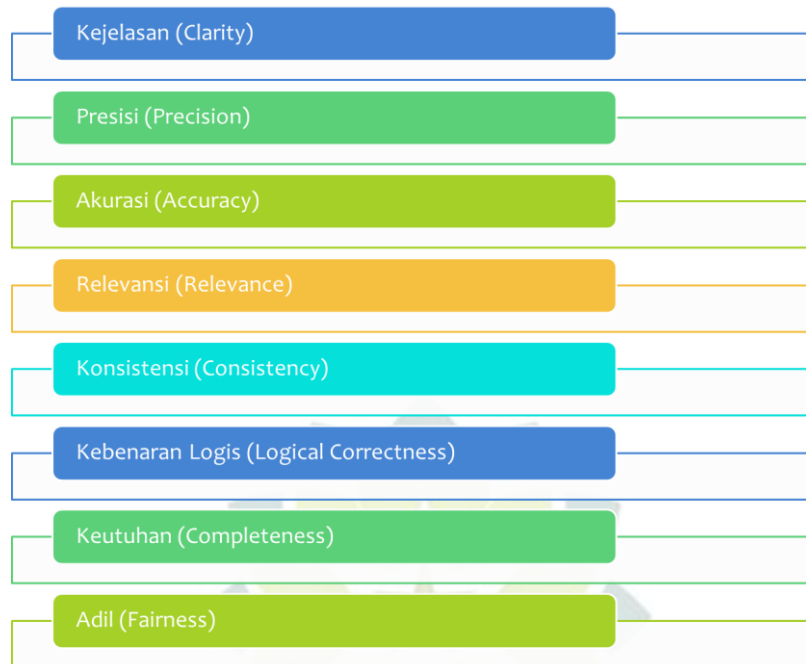 Kejelasan (Clarity)
Presisi (Precision)
Akurasi (Accuracy)
Relevansi (Relevance)
Konsistensi (Consistency)
Kebenaran Logis (Logical Correctness)
Keutuhan (Completeness)
Adil (Fairness)